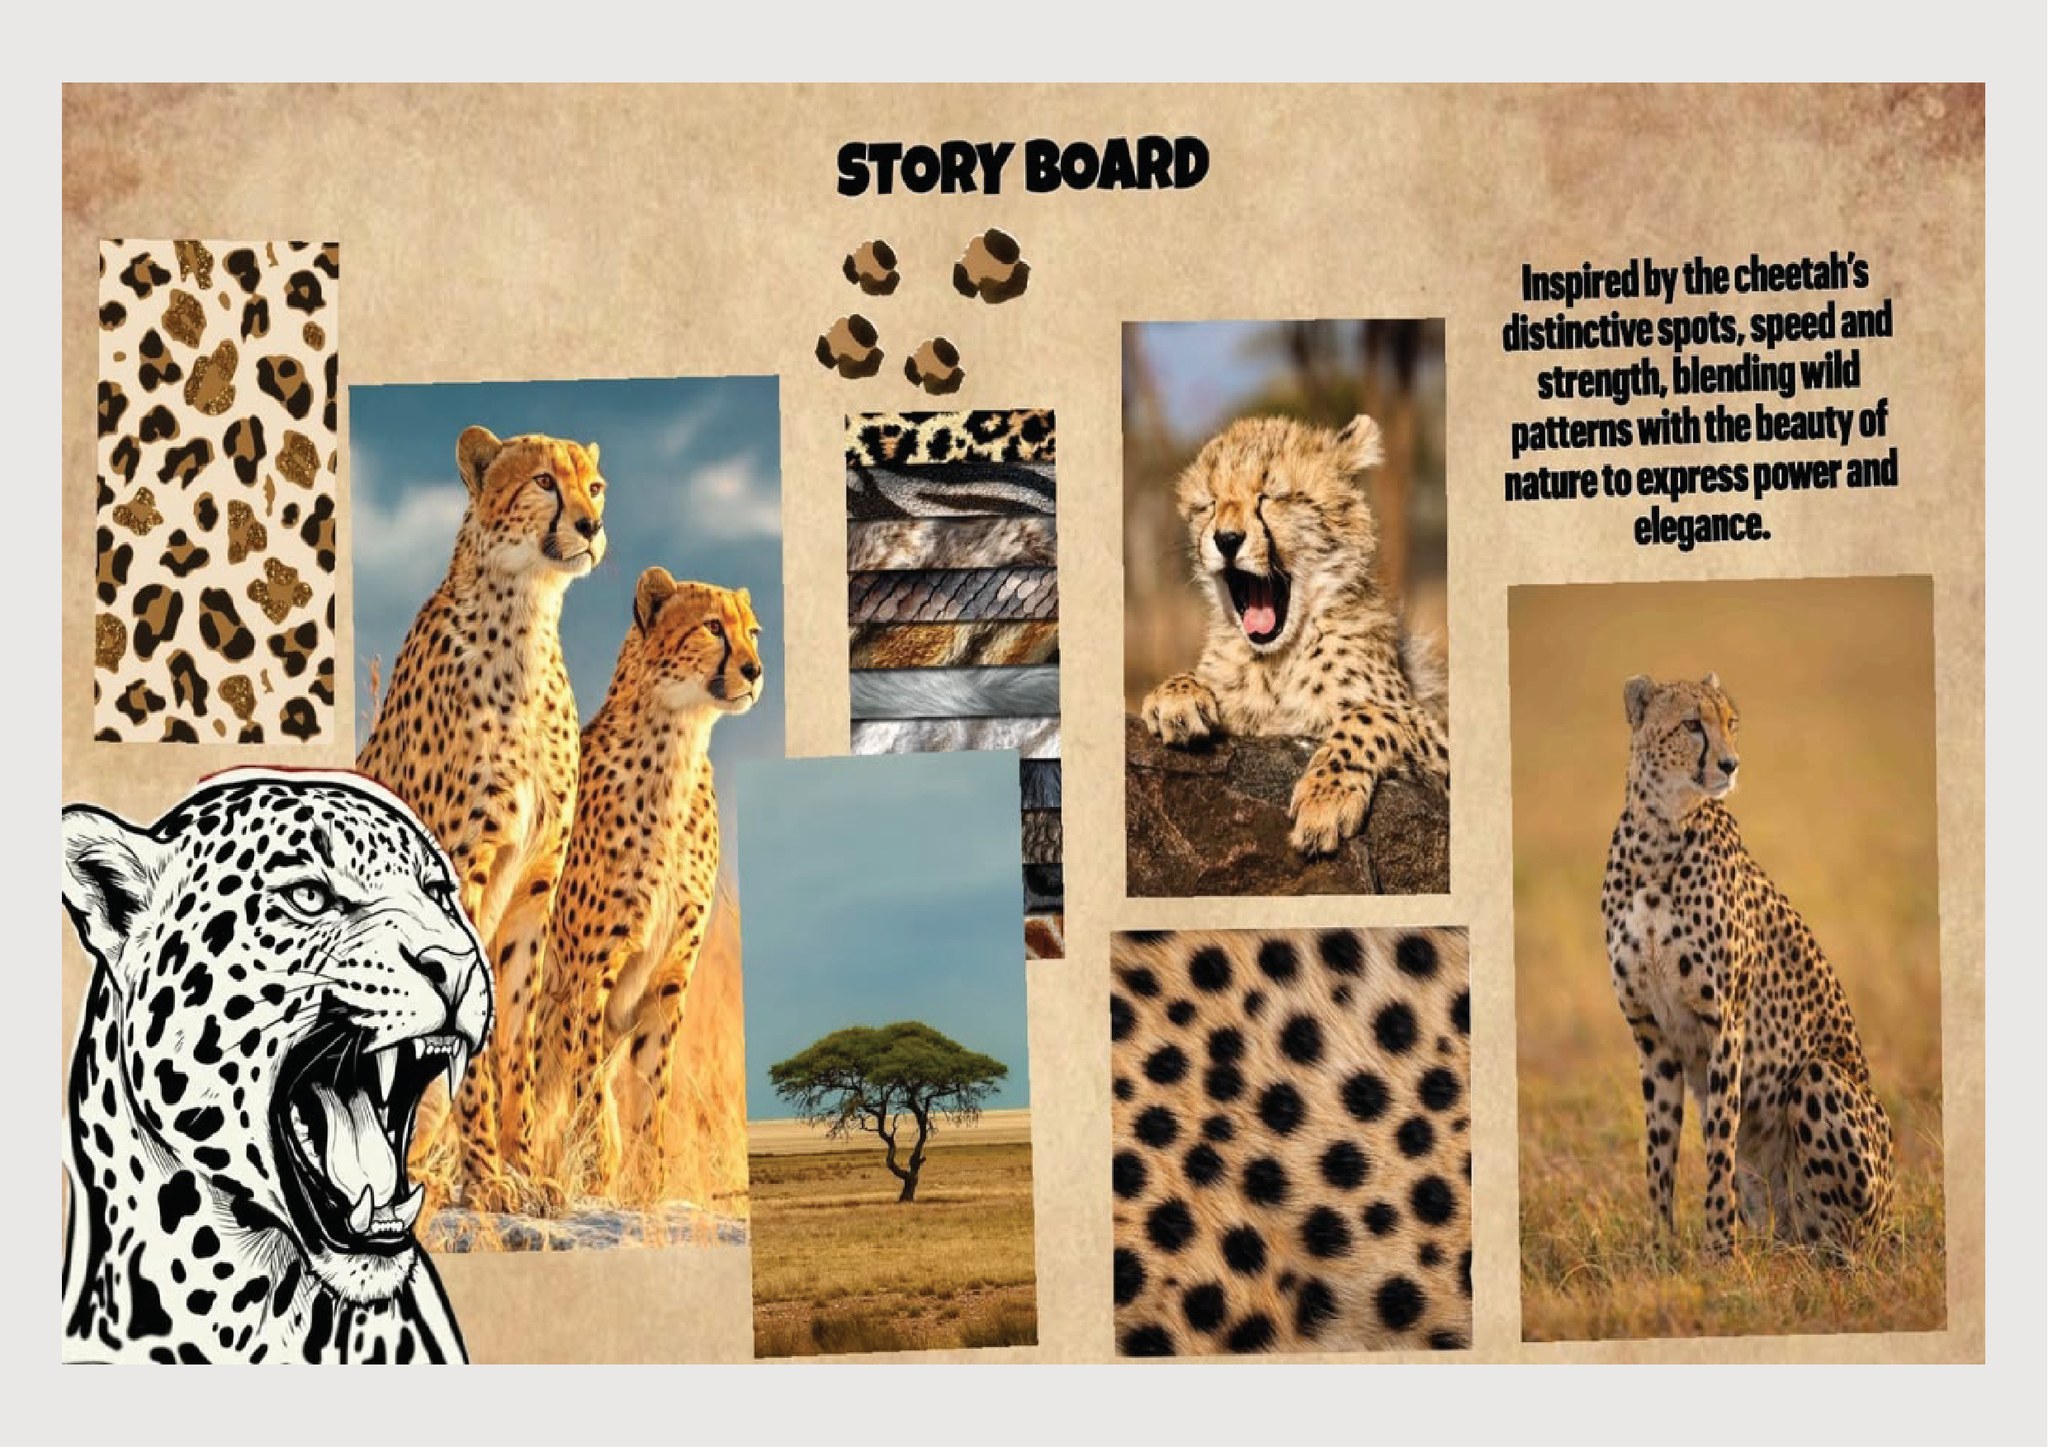 STORY BOARD
Inspired by the cheetah's
distinctive spots, speed and
strength, blending wild
patterns with the beauty of
nature to express power and
elegance.